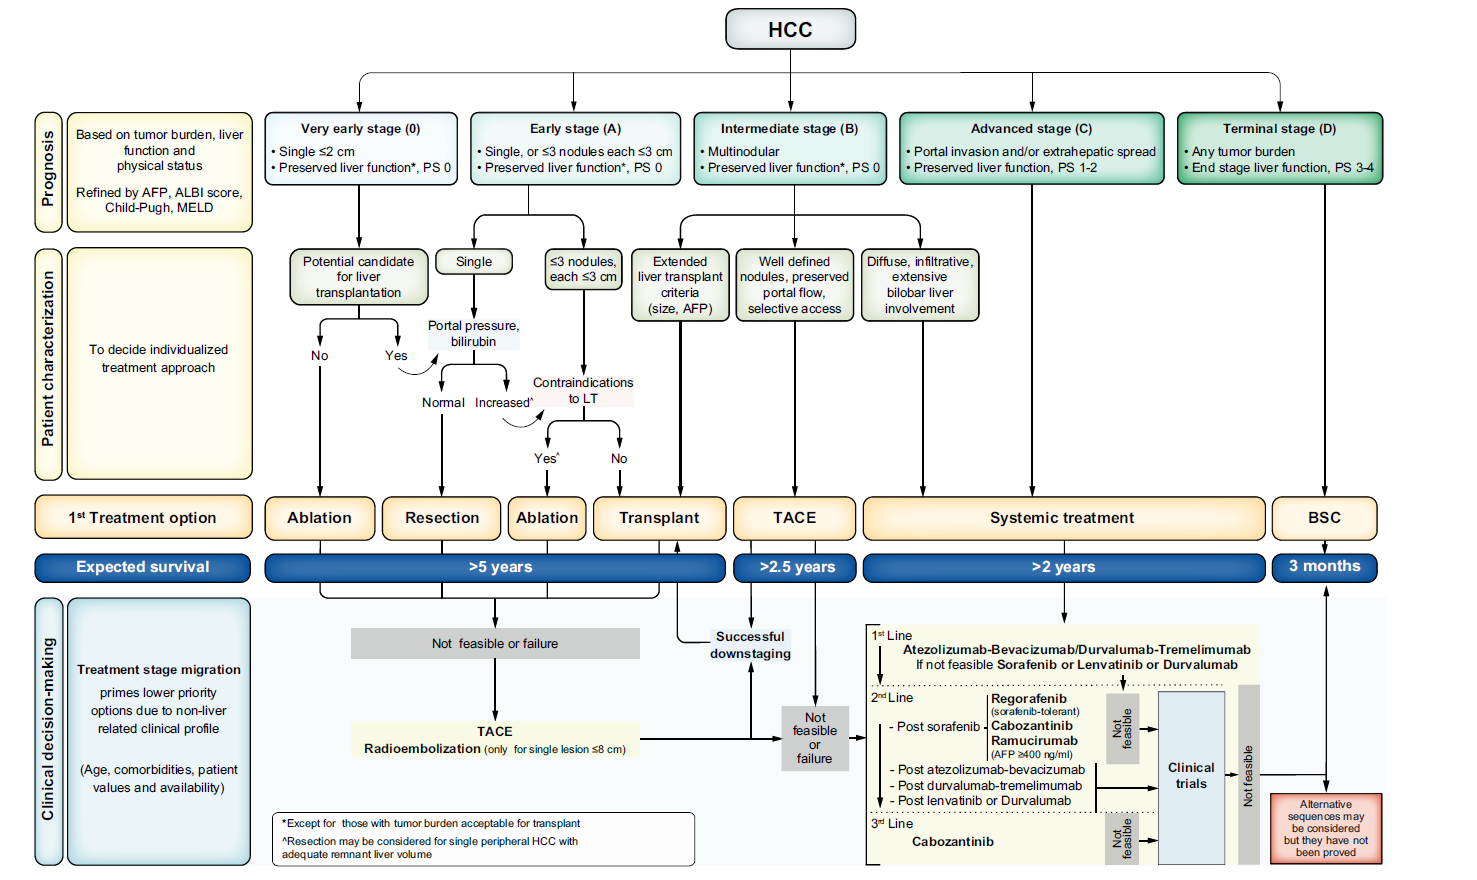 HCC
Prognosis
Based on tumor burden, liver
function and
physical status
Refined by AFP, ALBI score,
Child-Pugh, MELD
Very early stage (0)
• Single ≤2 cm
• Preserved liver function*, PS 0
Early stage (A)
• Single, or ≤3 nodules each ≤3 cm
• Preserved liver function*, PS 0
Intermediate stage (B)
• Multinodular
• Preserved liver function*, PS 0
Advanced stage (C)
• Portal invasion and/or extrahepatic spread
• Preserved liver function, PS 1-2
Terminal stage (D)
• Any tumor burden
• End stage liver function, PS 3-4
Patient characterization
To decide individualized
treatment approach
Potential candidate
for liver
transplantation
No
Yes
Single
Portal pressure,
bilirubin
Normal
Increased^
≤3 nodules,
each ≤3 cm
Contraindications
to LT
Yes^
No
Extended
liver transplant
criteria
(size, AFP)
Well defined
nodules, preserved
portal flow,
selective access
Diffuse, infiltrative,
extensive
bilobar liver
involvement
1st Treatment option
Ablation
Resection
Ablation
Transplant
TACE
Systemic treatment
BSC
Expected survival
>5 years
>2.5 years
>2 years
3 months
Clinical decision-making
Treatment stage migration
primes lower priority
options due to non-liver
related clinical profile
(Age, comorbidities, patient
values and availability)
Not feasible or failure
TACE
Radioembolization (only for single lesion ≤8 cm)
Successful
downstaging
Not
feasible
or
failure
1st Line
Atezolizumab-Bevacizumab/Durvalumab-Tremelimumab
If not feasible Sorafenib or Lenvatinib or Durvalumab
2nd Line
- Post sorafenib
Regorafenib
(sorafenib-tolerant)
Cabozantinib
Ramucirumab
(AFP ≥400 ng/ml)
- Post atezolizumab-bevacizumab
- Post durvalumab-tremelimumab
- Post lenvatinib or Durvalumab
3rd Line
Cabozantinib
Not
feasible
Not
feasible
Clinical
trials
Not feasible
Alternative
sequences may
be considered
but they have not
been proved
*Except for those with tumor burden acceptable for transplant
^Resection may be considered for single peripheral HCC with
adequate remnant liver volume